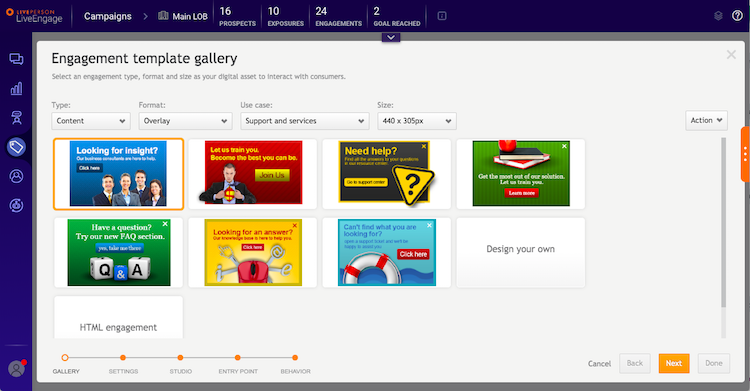 LIVEPERSON
LiveEngage
Campaigns
Main LOB
16
PROSPECTS
10
EXPOSURES
24
ENGAGEMENTS
2
GOAL REACHED
Engagement template gallery
Select an engagement type, format and size as your digital asset to interact with consumers.
Type:
Format:
Use case:
Size:
Content
Overlay
Support and services
440 x 305px
Action
Looking for insight?
Our business consultants are here to help.
Click here
Let us train you.
Become the best you can be.
Join Us
Need help?
Find all the answers to your questions
in our resource center.
Go to support center
?
Get the most out of our solution.
Let us train you.
Learn more
Have a question?
Try our new FAQ section.
yes, take me there
Q & A
Looking for an answer?
Our knowledge base is here to help you.
Click here
Can't find what you are
looking for?
open a support ticket and we'll be
happy to assist you.
Click here
Design your own
HTML engagement
GALLERY
SETTINGS
STUDIO
ENTRY POINT
BEHAVIOR
Cancel
Back
Next
Done